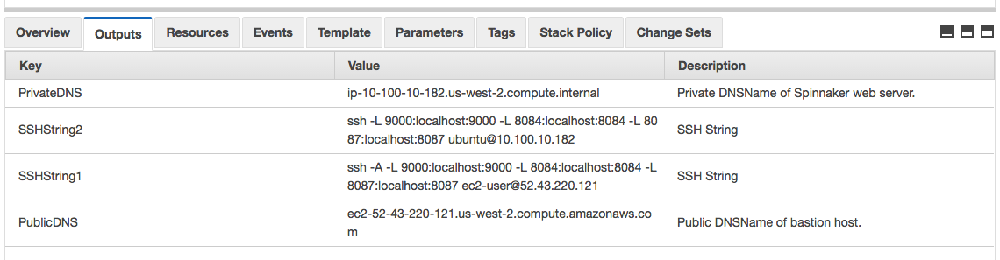 Overview Outputs Resources Events Template Parameters Tags Stack Policy Change Sets
Key Value Description
PrivateDNS ip-10-100-10-182.us-west-2.compute.internal Private DNSName of Spinnaker web server.
SSHString2 ssh -L 9000:localhost:9000 -L 8084:localhost:8084 -L 80
87:localhost:8087 ubuntu@10.100.10.182 SSH String
SSHString1 ssh -A -L 9000:localhost:9000 -L 8084:localhost:8084 -L
8087:localhost:8087 ec2-user@52.43.220.121 SSH String
PublicDNS ec2-52-43-220-121.us-west-2.compute.amazonaws.co
m Public DNSName of bastion host.